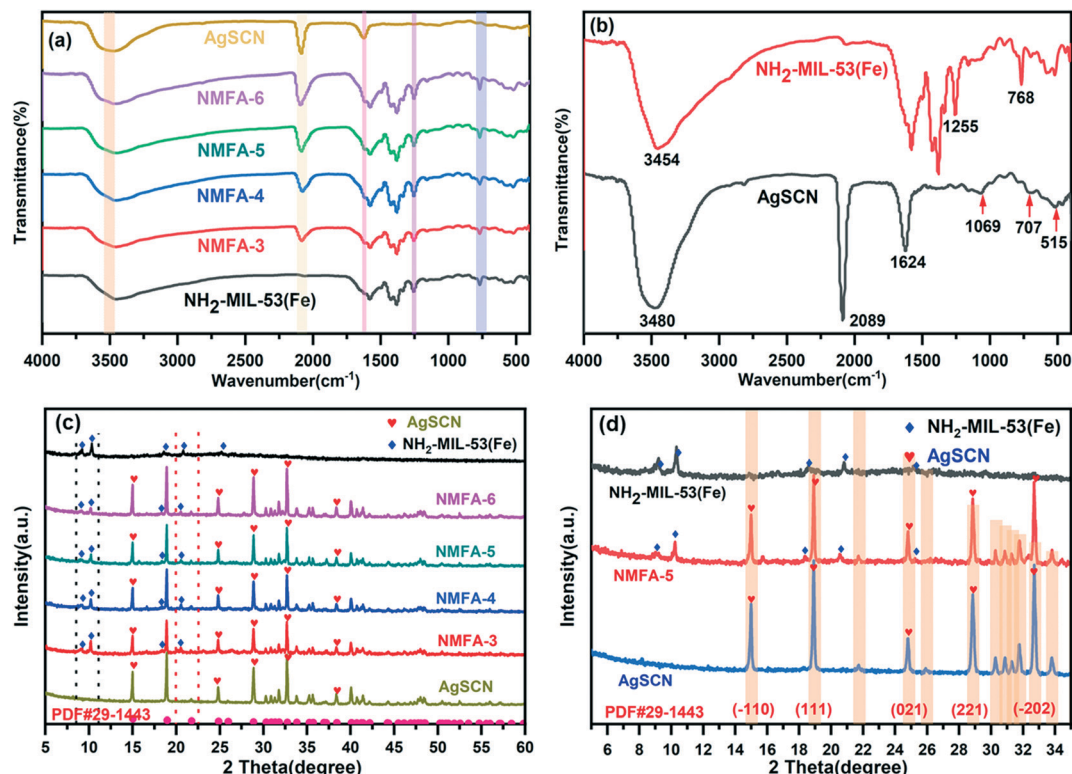 (a)
AgSCN
NMFA-6
NMFA-5
NMFA-4
NMFA-3
NH2-MIL-53(Fe)
Transmittance(%)
4000 3500 3000 2500 2000 1500 1000 500
Wavenumber(cm-1)
(b)
NH2-MIL-53(Fe)
3454
1255
768
AgSCN
3480
2089
1624
1069
707
515
Transmittance(%)
4000 3500 3000 2500 2000 1500 1000 500
Wavenumber(cm-1)
(c)
AgSCN
NH2-MIL-53(Fe)
NMFA-6
NMFA-5
NMFA-4
NMFA-3
AgSCN
PDF#29-1443
Intensity(a.u.)
5 10 15 20 25 30 35 40 45 50 55 60
2 Theta(degree)
(d)
NH2-MIL-53(Fe)
AgSCN
NH2-MIL-53(Fe)
NMFA-5
AgSCN
PDF#29-1443 (-110) (111) (021) (221) (-202)
Intensity(a.u.)
6 8 10 12 14 16 18 20 22 24 26 28 30 32 34
2 Theta(degree)